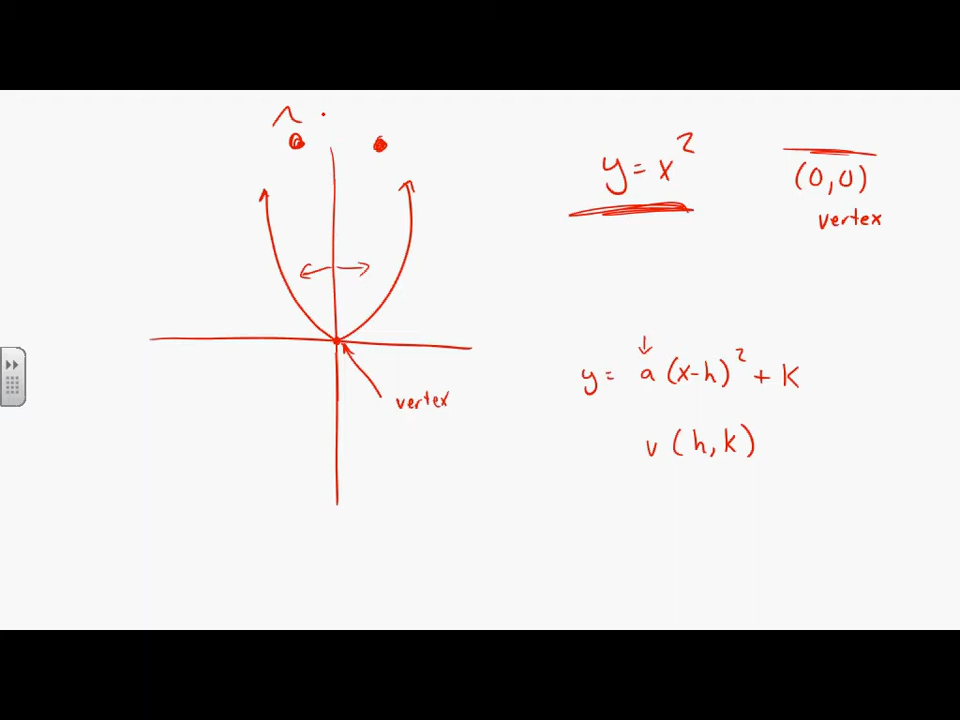 y = x²
(0,0)
vertex
y = a (x-h)² + k
vertex
v (h, k)